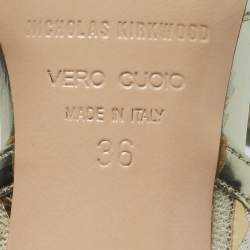 NICHOLAS KIRKWOOD
VERO CUOIO
MADE IN ITALY
36